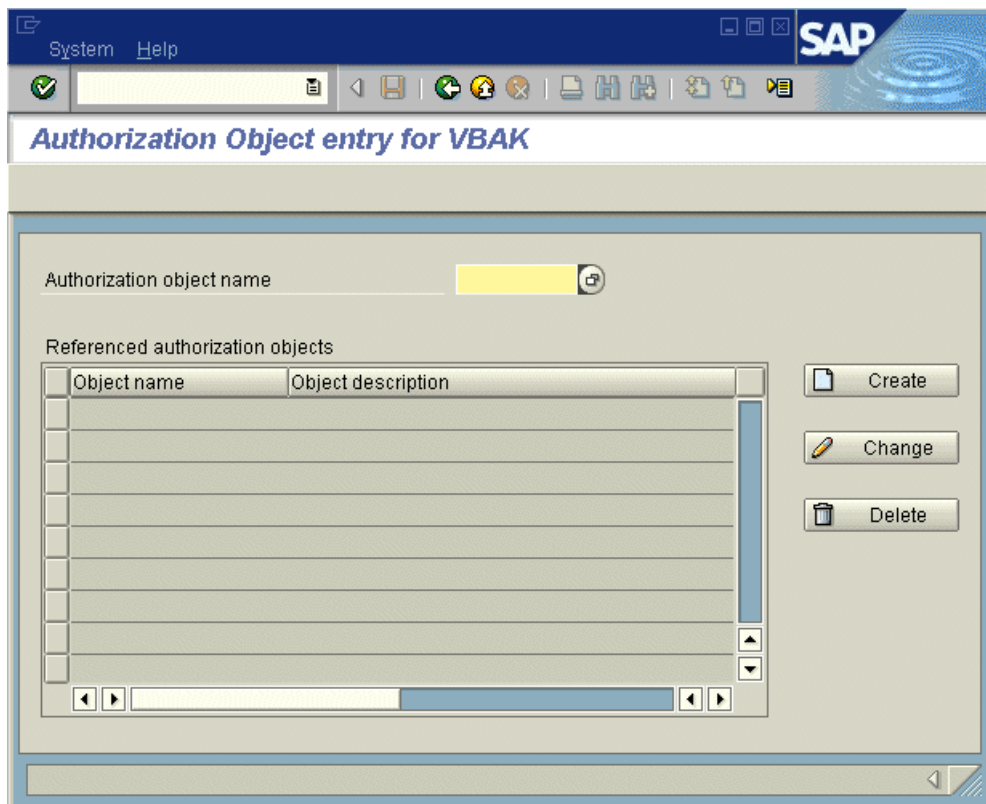 System Help
SAP
Authorization Object entry for VBAK
Authorization object name
Referenced authorization objects
Object name Object description
Create
Change
Delete